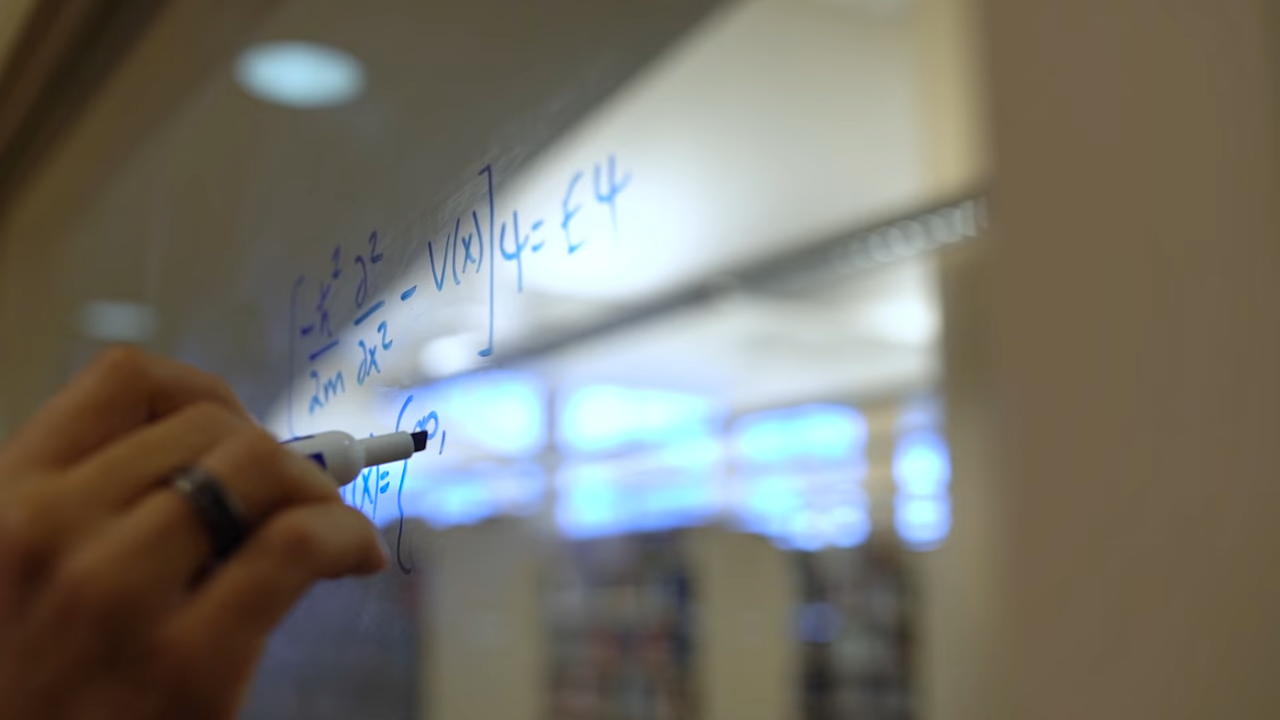 [-ħ²/2m ∂²/∂x² - V(x)]ψ = Eψ
(x)= { ∞,